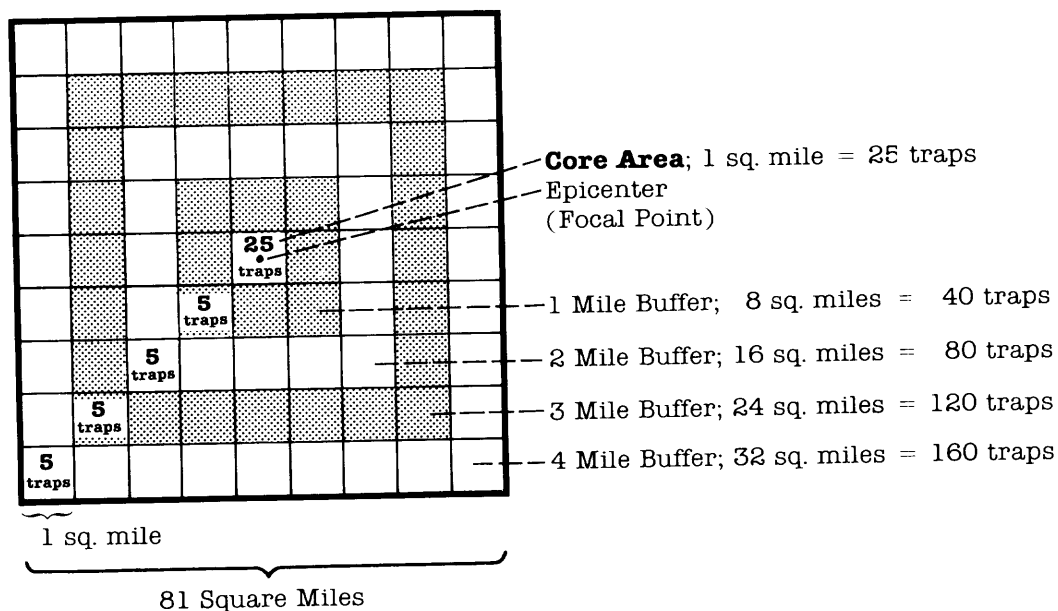 Core Area; 1 sq. mile = 25 traps
Epicenter
(Focal Point)
25
traps
5
traps
1 Mile Buffer; 8 sq. miles = 40 traps
5
traps
2 Mile Buffer; 16 sq. miles = 80 traps
5
traps
3 Mile Buffer; 24 sq. miles = 120 traps
5
traps
4 Mile Buffer; 32 sq. miles = 160 traps
1 sq. mile
81 Square Miles